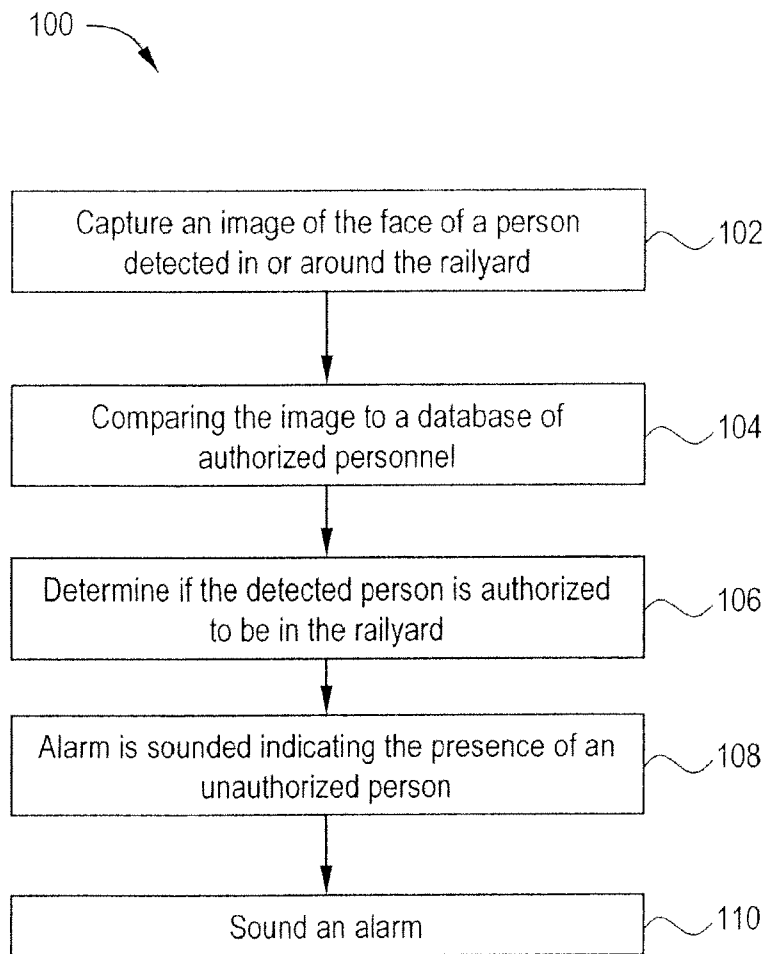 100
Capture an image of the face of a person
detected in or around the railyard
102
Comparing the image to a database of
authorized personnel
104
Determine if the detected person is authorized
to be in the railyard
106
Alarm is sounded indicating the presence of an
unauthorized person
108
Sound an alarm
110